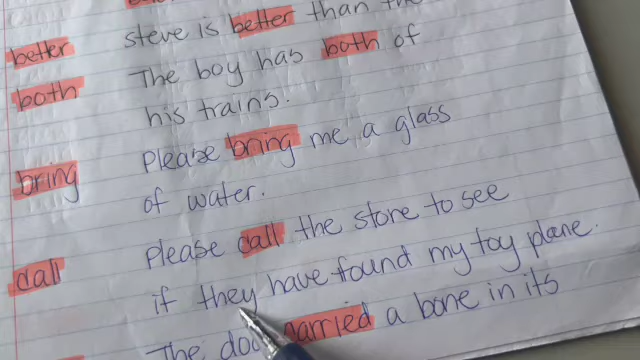 steve is better than the
better
The boy has both of
both
his trains.
Please bring me a glass
bring
of water.
Please call the store to see
call
if they have found my toy plane.
The dog carried a bone in its